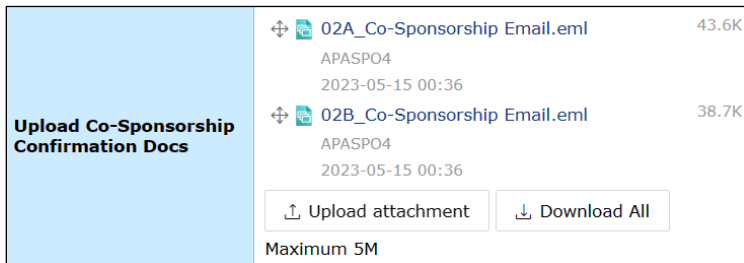 02A_Co-Sponsorship Email.eml 43.6K
APASPO4
2023-05-15 00:36
Upload Co-Sponsorship
Confirmation Docs
02B_Co-Sponsorship Email.eml 38.7K
APASPO4
2023-05-15 00:36
Upload attachment Download All
Maximum 5M